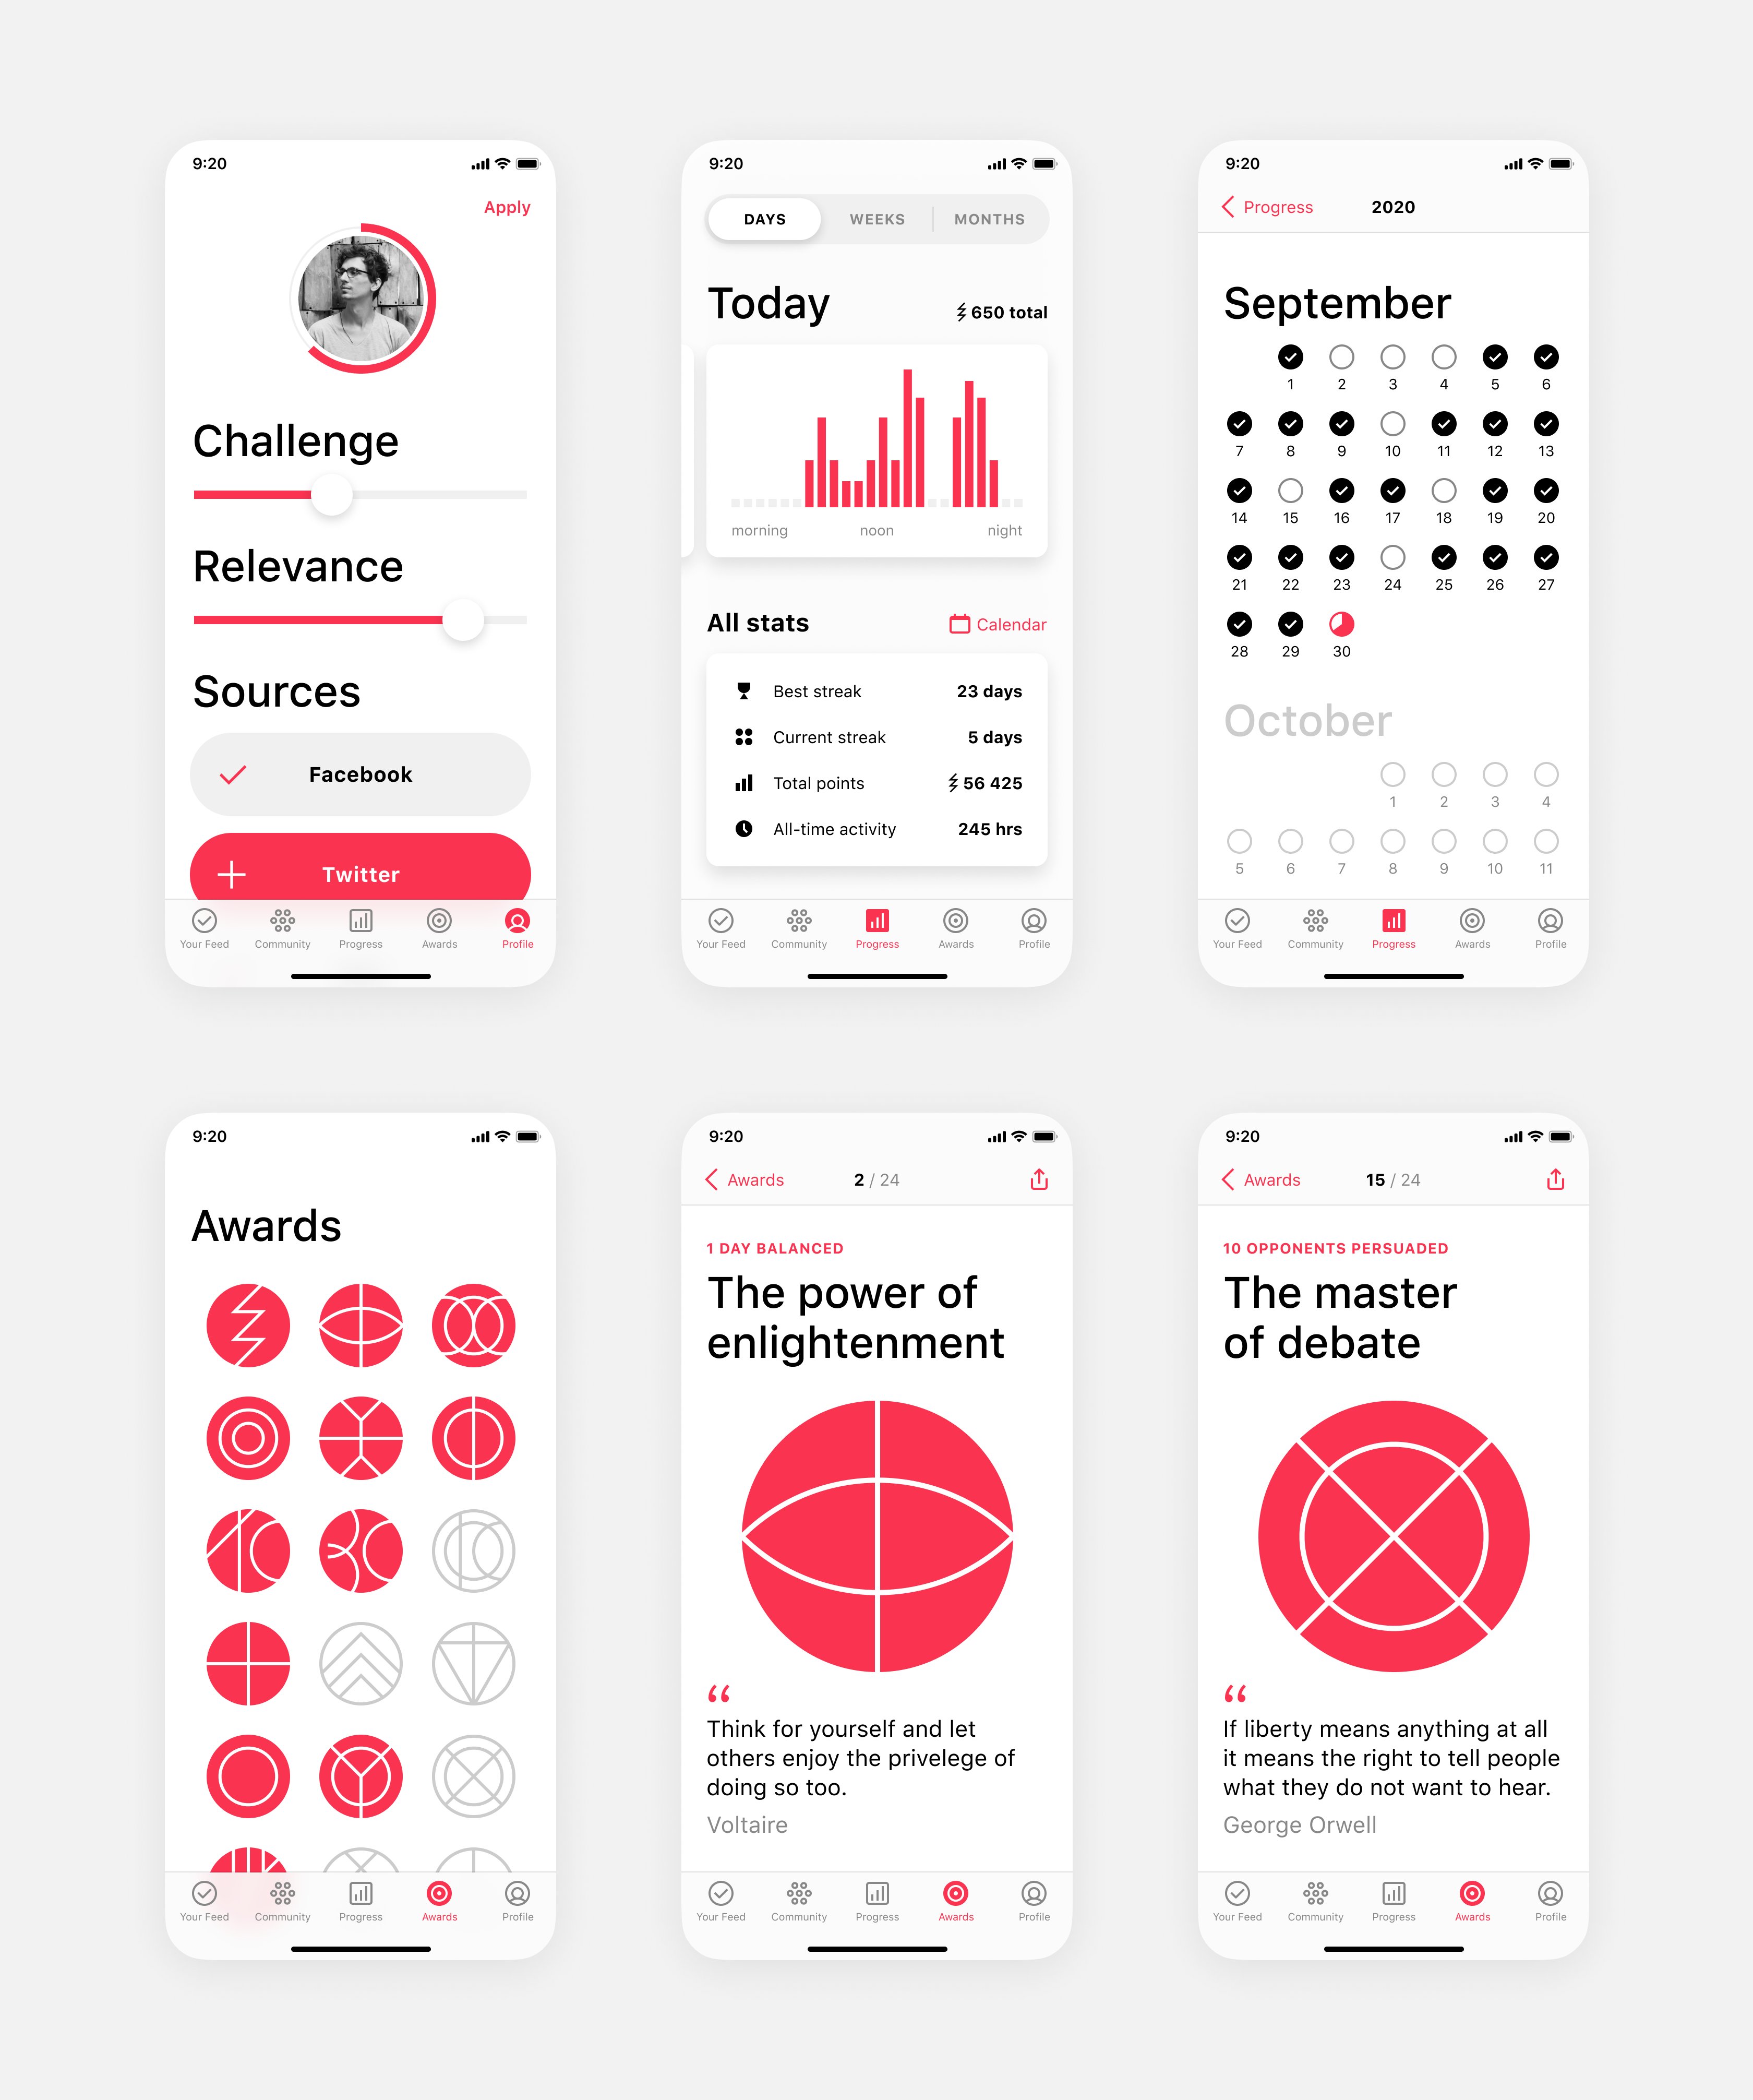 9:20
Apply
Challenge
Relevance
Sources
Facebook
Twitter
Your Feed Community Progress Awards Profile
9:20
DAYS WEEKS MONTHS
Today
650 total
morning noon night
All stats
Calendar
Best streak 23 days
Current streak 5 days
Total points 56 425
All-time activity 245 hrs
Your Feed Community Progress Awards Profile
9:20
Progress 2020
September
1 2 3 4 5 6
7 8 9 10 11 12 13
14 15 16 17 18 19 20
21 22 23 24 25 26 27
28 29 30
October
1 2 3 4
5 6 7 8 9 10 11
Your Feed Community Progress Awards Profile
9:20
Awards
Your Feed Community Progress Awards Profile
9:20
Awards 2 / 24
1 DAY BALANCED
The power of
enlightenment
“
Think for yourself and let
others enjoy the privelege of
doing so too.
Voltaire
Your Feed Community Progress Awards Profile
9:20
Awards 15 / 24
10 OPPONENTS PERSUADED
The master
of debate
“
If liberty means anything at all
it means the right to tell people
what they do not want to hear.
George Orwell
Your Feed Community Progress Awards Profile